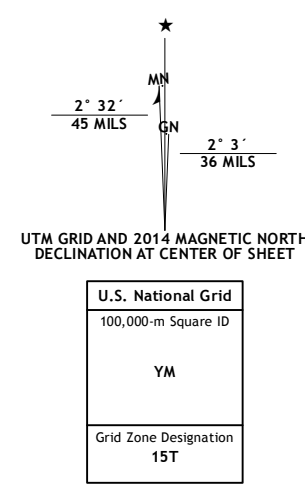 ★
MN
2° 32´
45 MILS
GN
2° 3´
36 MILS
UTM GRID AND 2014 MAGNETIC NORTH
DECLINATION AT CENTER OF SHEET
U.S. National Grid
100,000-m Square ID
YM
Grid Zone Designation
15T